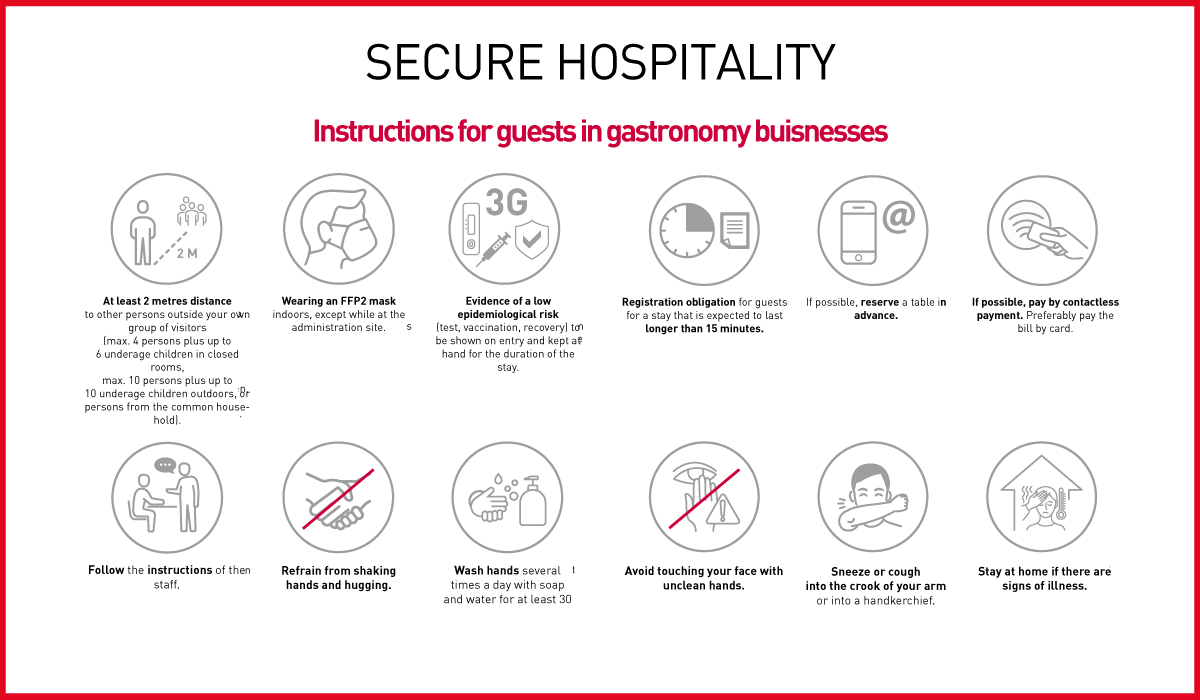 SECURE HOSPITALITY
Instructions for guests in gastronomy buisnesses
2 M
At least 2 metres distance
to other persons outside your own
group of visitors
(max. 4 persons plus up to
6 underage children in closed
rooms,
max. 10 persons plus up to
10 underage children outdoors, or
persons from the common house-
hold).
Wearing an FFP2 mask
indoors, except while at the
administration site.
s
3G
Evidence of a low
epidemiological risk
(test, vaccination, recovery) to
be shown on entry and kept at
hand for the duration of the
stay.
Registration obligation for guests
for a stay that is expected to last
longer than 15 minutes.
@
If possible, reserve a table in
advance.
If possible, pay by contactless
payment. Preferably pay the
bill by card.
Follow the instructions of then
staff.
Refrain from shaking
hands and hugging.
Wash hands several t
times a day with soap
and water for at least 30
Avoid touching your face with
unclean hands.
Sneeze or cough
into the crook of your arm
or into a handkerchief.
Stay at home if there are
signs of illness.